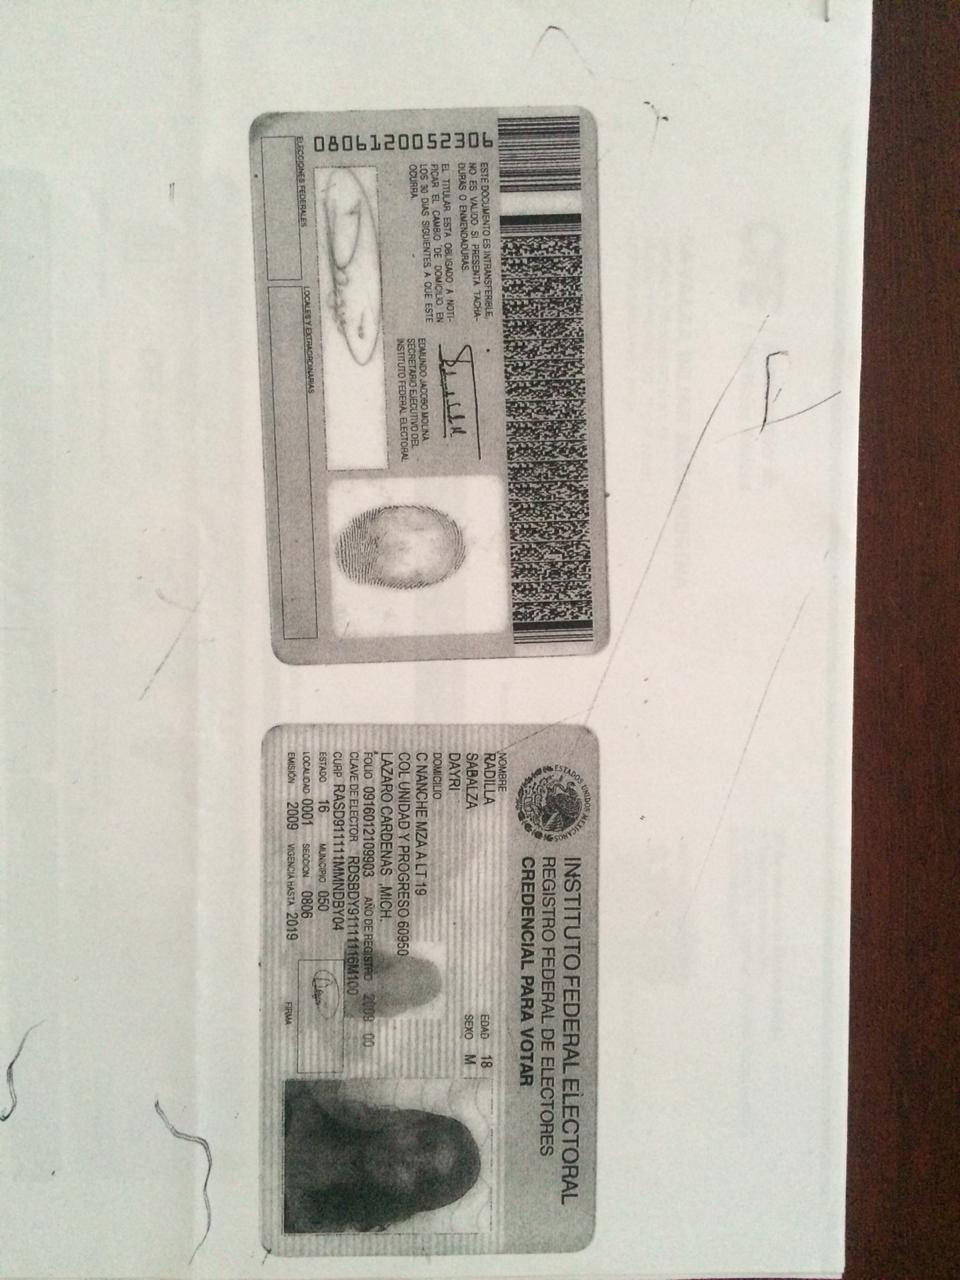 ESTE DOCUMENTO ES INTRANSFERIBLE,
NO ES VALIDO SI PRESENTA TACHA-
DURAS O ENMENDADURAS.
EL TITULAR ESTA OBLIGADO A NOTI-
FICAR EL CAMBIO DE DOMICILIO EN
LOS 30 DIAS SIGUIENTES A QUE ESTE
OCURRA.
EDMUNDO JACOBO MOLINA
SECRETARIO EJECUTIVO DEL
INSTITUTO FEDERAL ELECTORAL
ELECCIONES FEDERALES
LOCALES Y EXTRAORDINARIAS
ESTADOS UNIDOS MEXICANOS
INSTITUTO FEDERAL ELECTORAL
REGISTRO FEDERAL DE ELECTORES
CREDENCIAL PARA VOTAR
NOMBRE
RADILLA
SABALZA
DAYRI
EDAD 18
SEXO M
DOMICILIO
C NANCHE MZA A LT 19
COL UNIDAD Y PROGRESO 60950
LAZARO CARDENAS ,MICH.
FOLIO 0916012109903 AÑO DE REGISTRO 2009 00
CLAVE DE ELECTOR RDSBDY91111116M100
CURP RASD911111MMNDBY04
ESTADO 16 MUNICIPIO 050
LOCALIDAD 0001 SECCION 0806
EMISIÓN 2009 VIGENCIA HASTA 2019
FIRMA